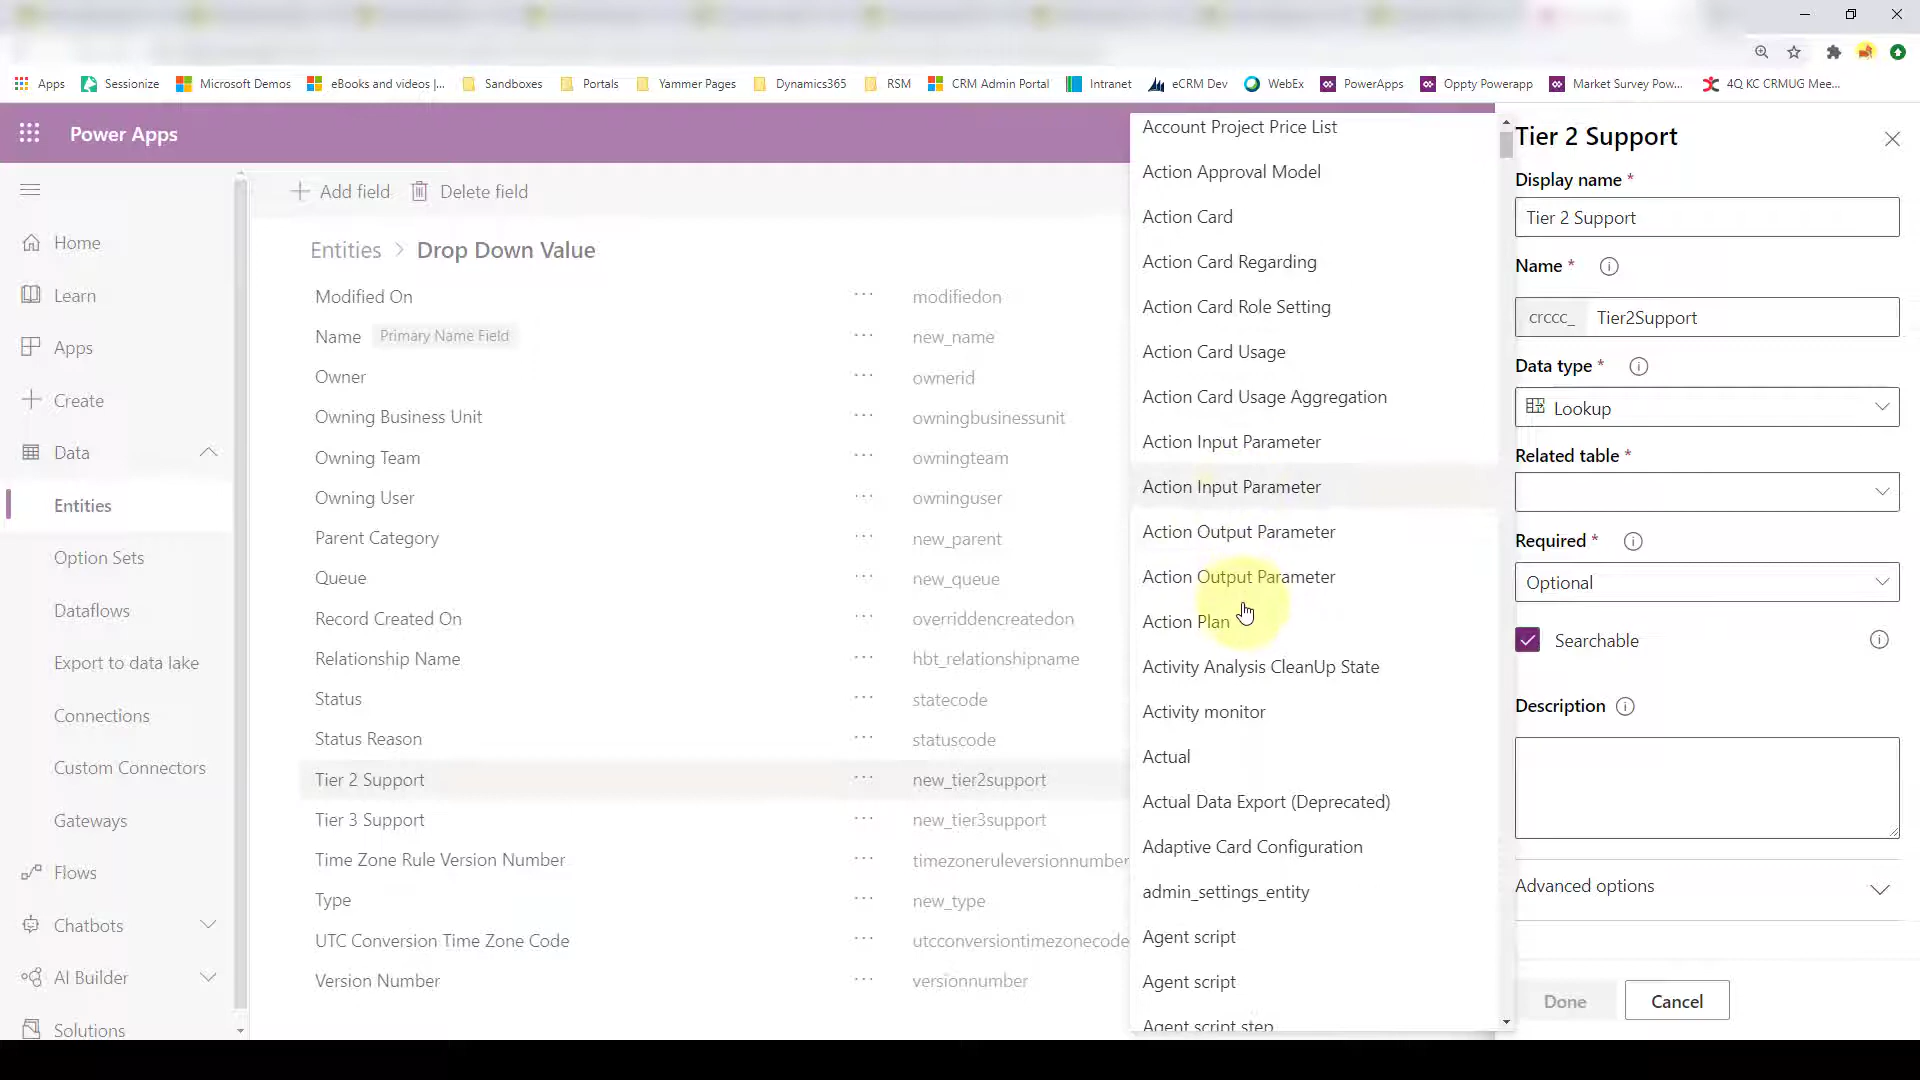 Apps
Sessionize
Microsoft Demos
eBooks and videos |...
Sandboxes
Portals
Yammer Pages
Dynamics365
RSM
CRM Admin Portal
Intranet
eCRM Dev
WebEx
PowerApps
Oppty Powerapp
Market Survey Pow...
4Q KC CRMUG Mee...
Power Apps
Home
Learn
Apps
Create
Data
Entities
Option Sets
Dataflows
Export to data lake
Connections
Custom Connectors
Gateways
Flows
Chatbots
AI Builder
Solutions
Add field
Delete field
Entities > Drop Down Value
Modified On ... modifiedon
Name Primary Name Field ... new_name
Owner ... ownerid
Owning Business Unit ... owningbusinessunit
Owning Team ... owningteam
Owning User ... owninguser
Parent Category ... new_parent
Queue ... new_queue
Record Created On ... overriddencreatedon
Relationship Name ... hbt_relationshipname
Status ... statecode
Status Reason ... statuscode
Tier 2 Support ... new_tier2support
Tier 3 Support ... new_tier3support
Time Zone Rule Version Number ... timezoneruleversionnumber
Type ... new_type
UTC Conversion Time Zone Code ... utcconversiontimezonecode
Version Number ... versionnumber
Account Project Price List
Action Approval Model
Action Card
Action Card Regarding
Action Card Role Setting
Action Card Usage
Action Card Usage Aggregation
Action Input Parameter
Action Input Parameter
Action Output Parameter
Action Output Parameter
Action Plan
Activity Analysis CleanUp State
Activity monitor
Actual
Actual Data Export (Deprecated)
Adaptive Card Configuration
admin_settings_entity
Agent script
Agent script
Agent script step
Tier 2 Support
Display name *
Tier 2 Support
Name *
crccc_ Tier2Support
Data type *
Lookup
Related table *
Required *
Optional
Searchable
Description
Advanced options
Done
Cancel